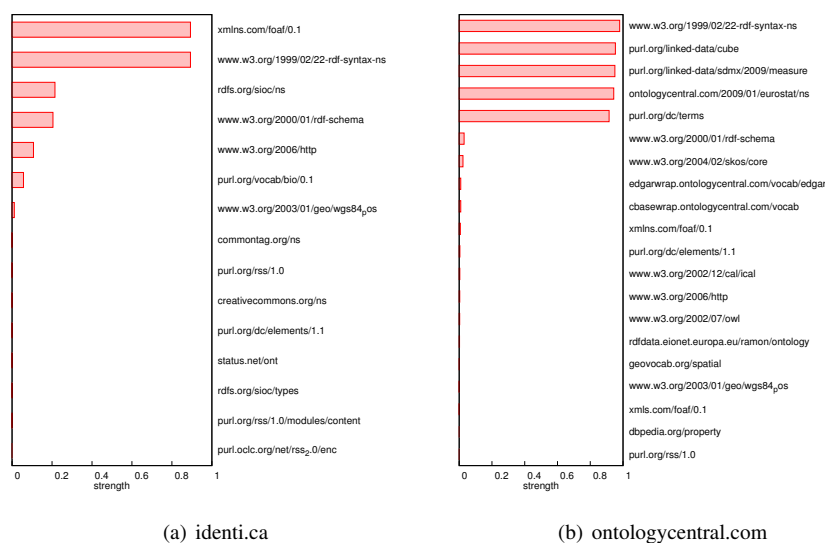 xmlns.com/foaf/0.1
www.w3.org/1999/02/22-rdf-syntax-ns
rdfs.org/sioc/ns
www.w3.org/2000/01/rdf-schema
www.w3.org/2006/http
purl.org/vocab/bio/0.1
www.w3.org/2003/01/geo/wgs84pos
commontag.org/ns
purl.org/rss/1.0
creativecommons.org/ns
purl.org/dc/elements/1.1
status.net/ont
rdfs.org/sioc/types
purl.org/rss/1.0/modules/content
purl.oclc.org/net/rss2.0/enc
0 0.2 0.4 0.6 0.8 1
strength
(a) identi.ca
www.w3.org/1999/02/22-rdf-syntax-ns
purl.org/linked-data/cube
purl.org/linked-data/sdmx/2009/measure
ontologycentral.com/2009/01/eurostat/ns
purl.org/dc/terms
www.w3.org/2000/01/rdf-schema
www.w3.org/2004/02/skos/core
edgarwrap.ontologycentral.com/vocab/edgar
cbasewrap.ontologycentral.com/vocab
xmlns.com/foaf/0.1
purl.org/dc/elements/1.1
www.w3.org/2002/12/cal/ical
www.w3.org/2006/http
www.w3.org/2002/07/owl
rdfdata.eionet.europa.eu/ramon/ontology
geovocab.org/spatial
www.w3.org/2003/01/geo/wgs84pos
xmls.com/foaf/0.1
dbpedia.org/property
purl.org/rss/1.0
0 0.2 0.4 0.6 0.8 1
strength
(b) ontologycentral.com